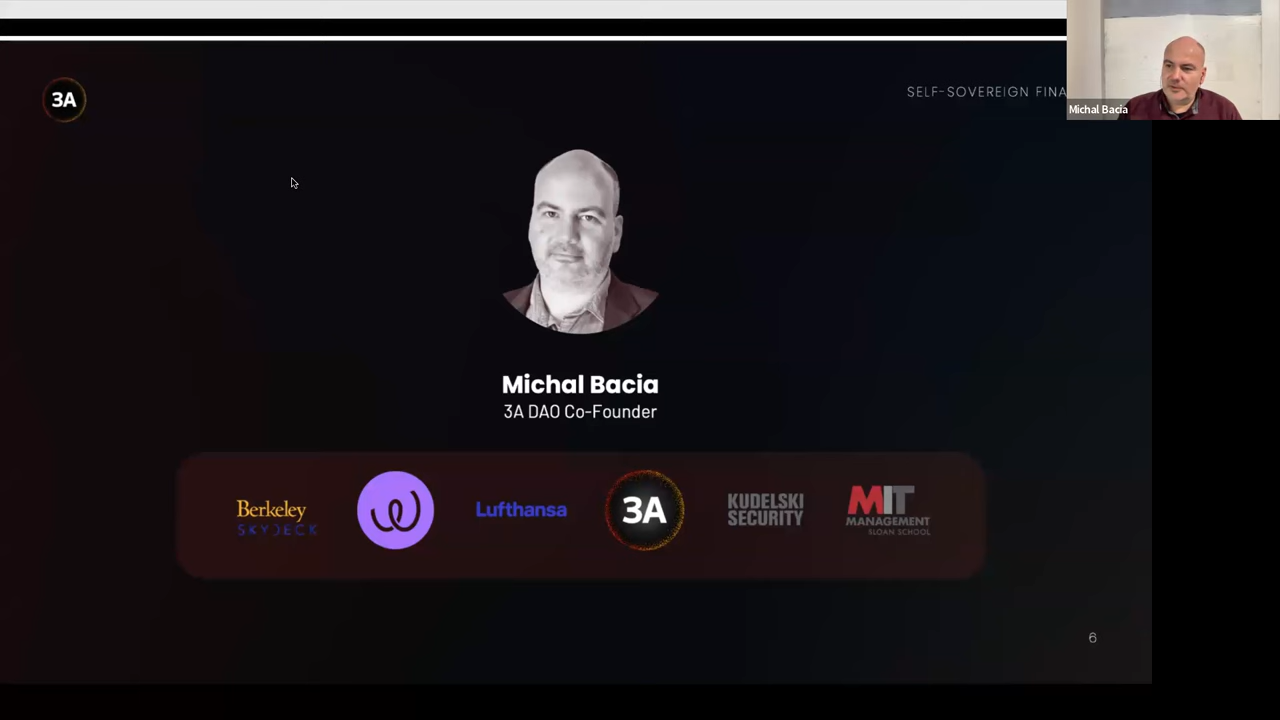 3A
SELF-SOVEREIGN FINA
Michal Bacia
Michal Bacia
3A DAO Co-Founder
Berkeley
SKYDECK
Lufthansa
3A
KUDELSKI
SECURITY
MIT
MANAGEMENT
SLOAN SCHOOL
6